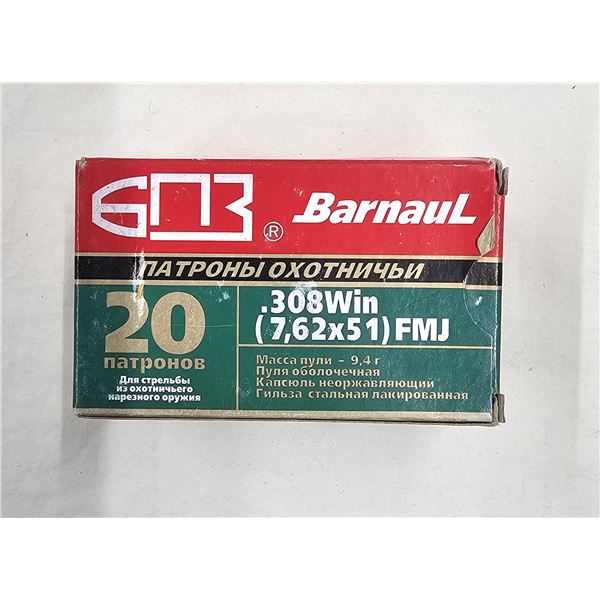 БПЗ ® Barnaul
ПАТРОНЫ ОХОТНИЧЬИ
20
патронов
Для стрельбы
из охотничьего
нарезного оружия
.308Win
(7,62x51) FMJ
Масса пули – 9,4 г
Пуля оболочечная
Капсюль неоржавляющий
Гильза стальная лакированная